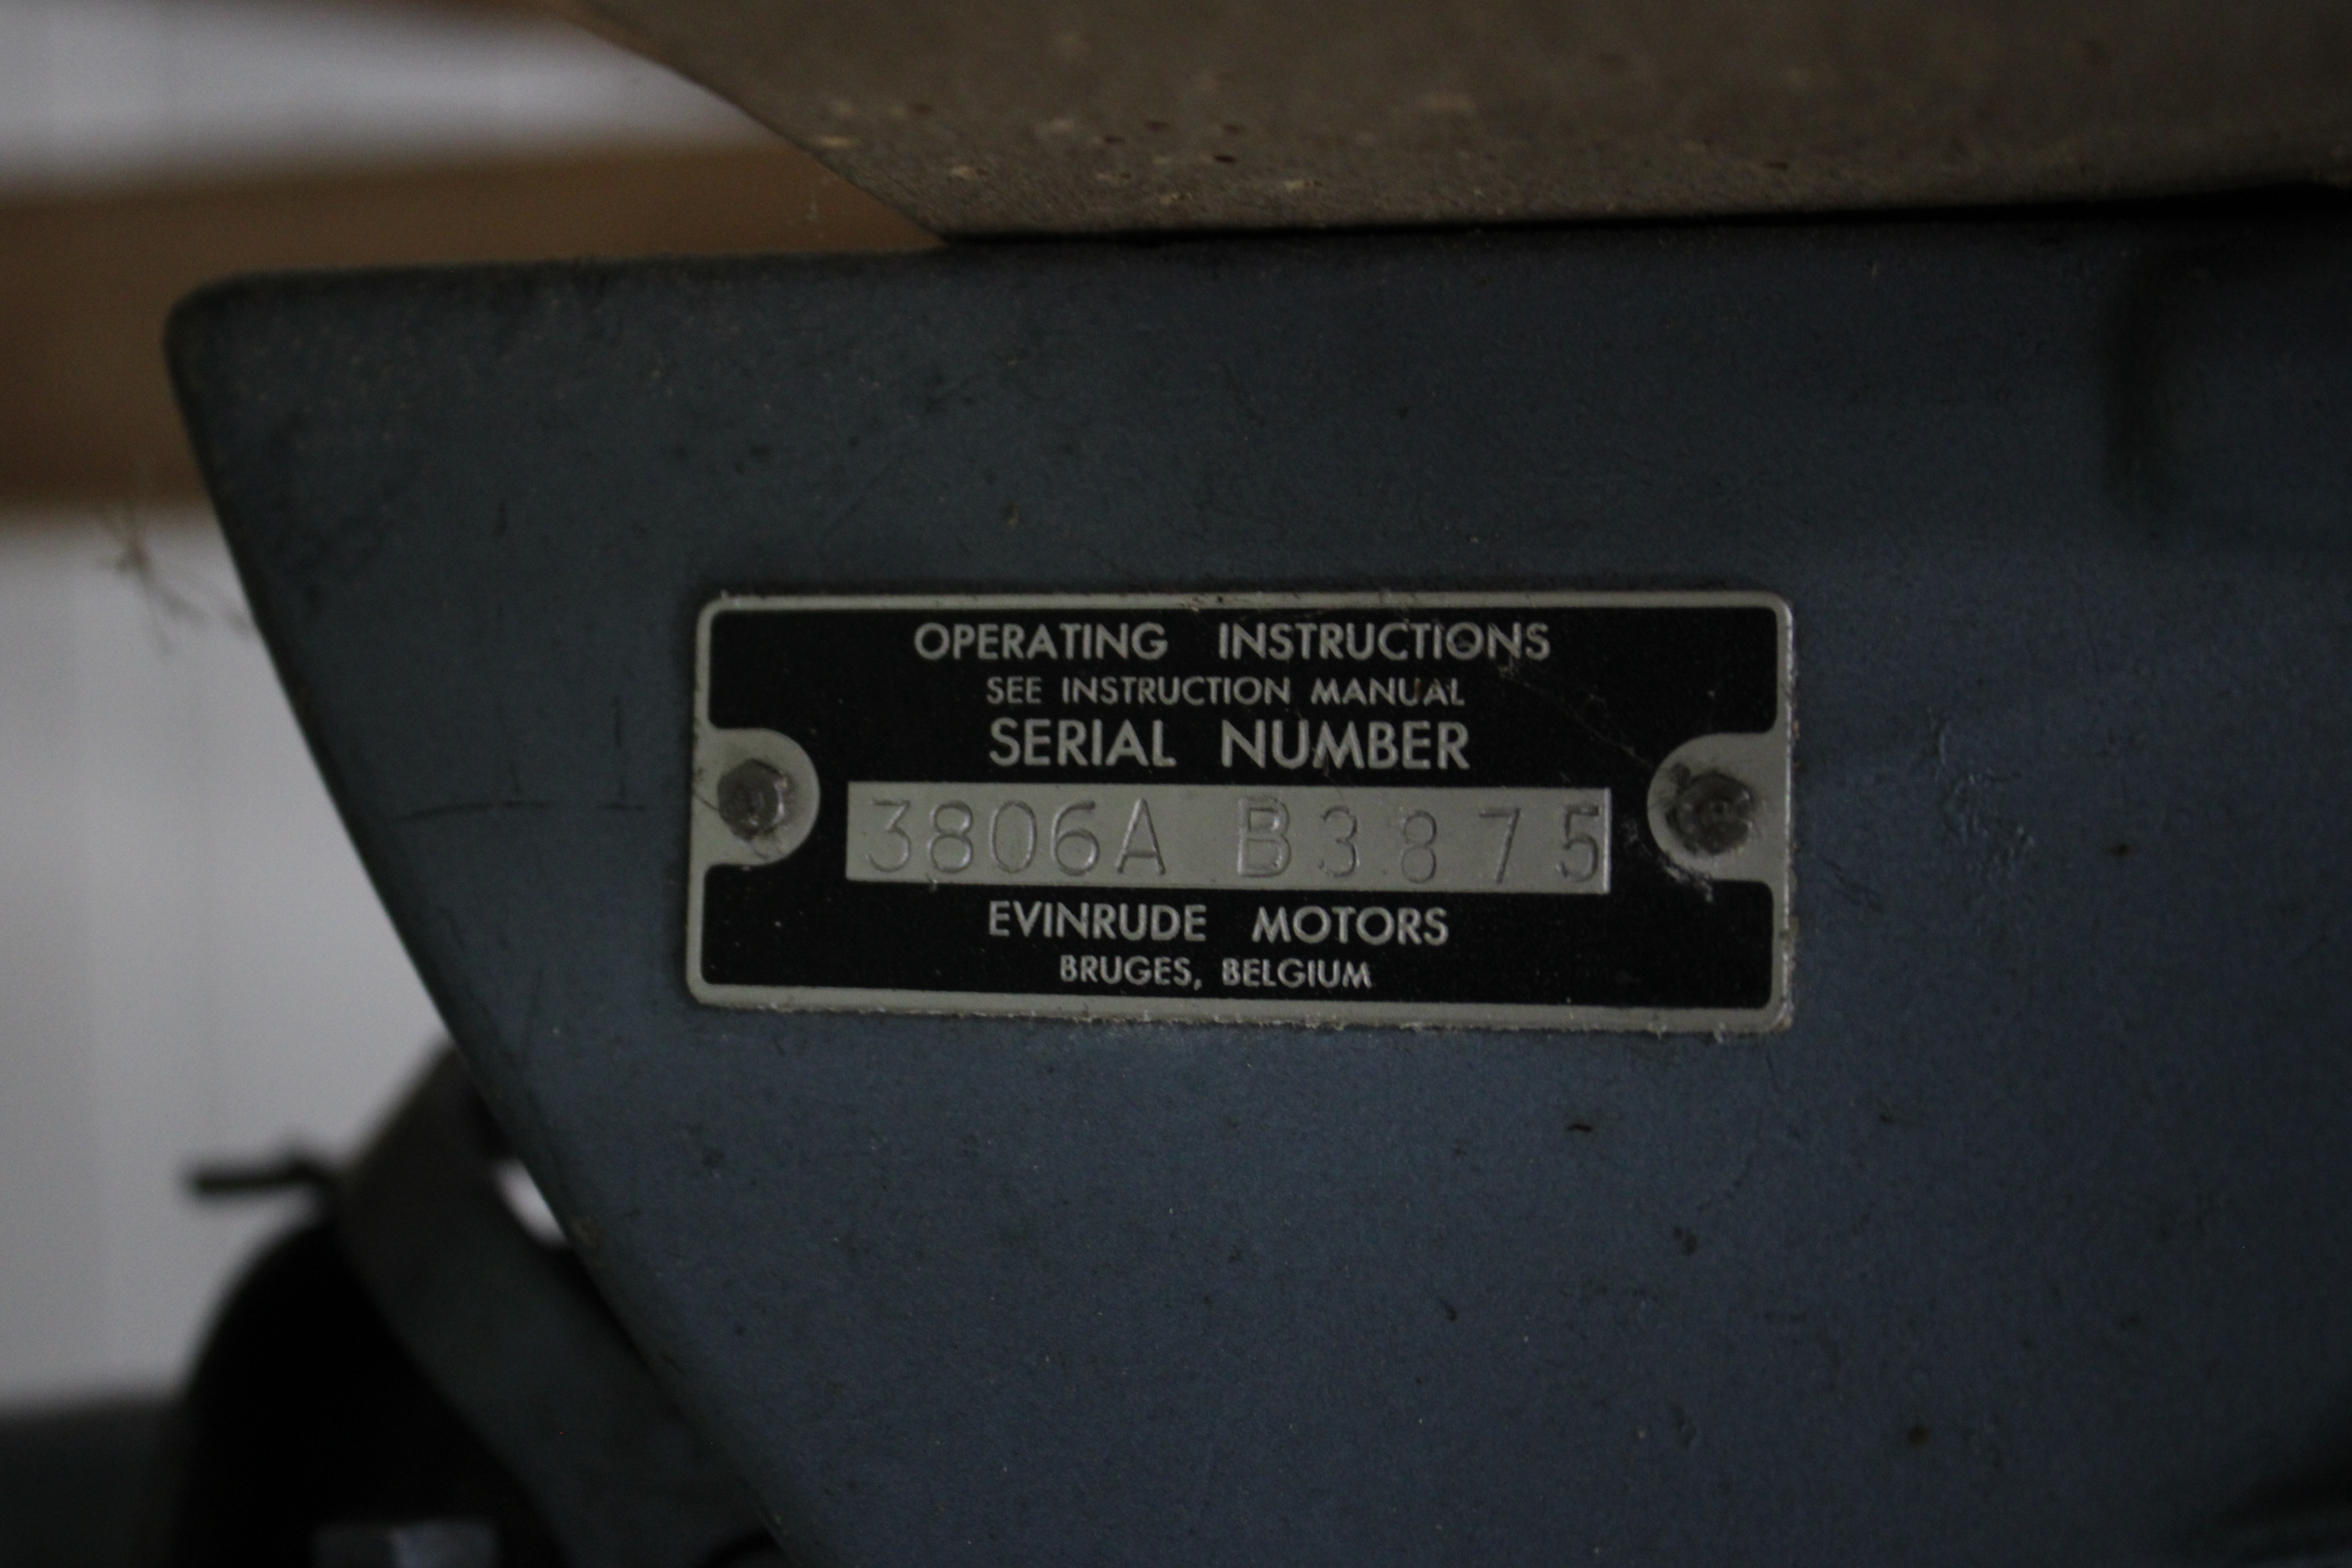 OPERATING INSTRUCTIONS
SEE INSTRUCTION MANUAL
SERIAL NUMBER
3806A B3875
EVINRUDE MOTORS
BRUGES, BELGIUM